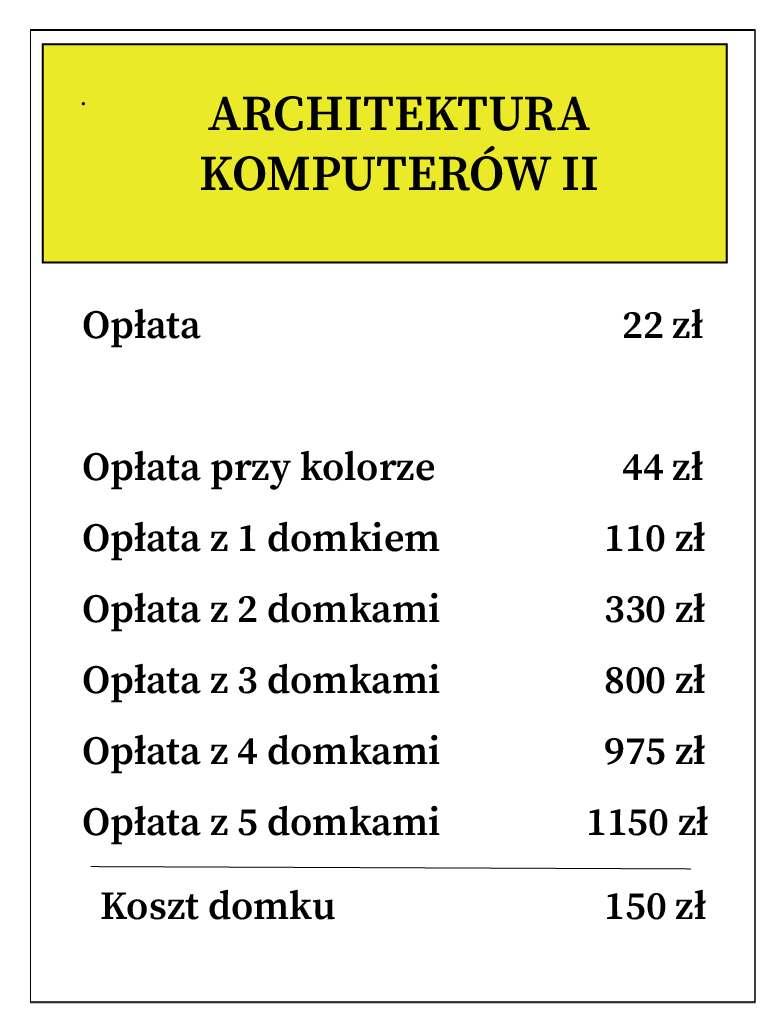 ARCHITEKTURA
KOMPUTERÓW II
Opłata 22 zł
Opłata przy kolorze 44 zł
Opłata z 1 domkiem 110 zł
Opłata z 2 domkami 330 zł
Opłata z 3 domkami 800 zł
Opłata z 4 domkami 975 zł
Opłata z 5 domkami 1150 zł
Koszt domku 150 zł